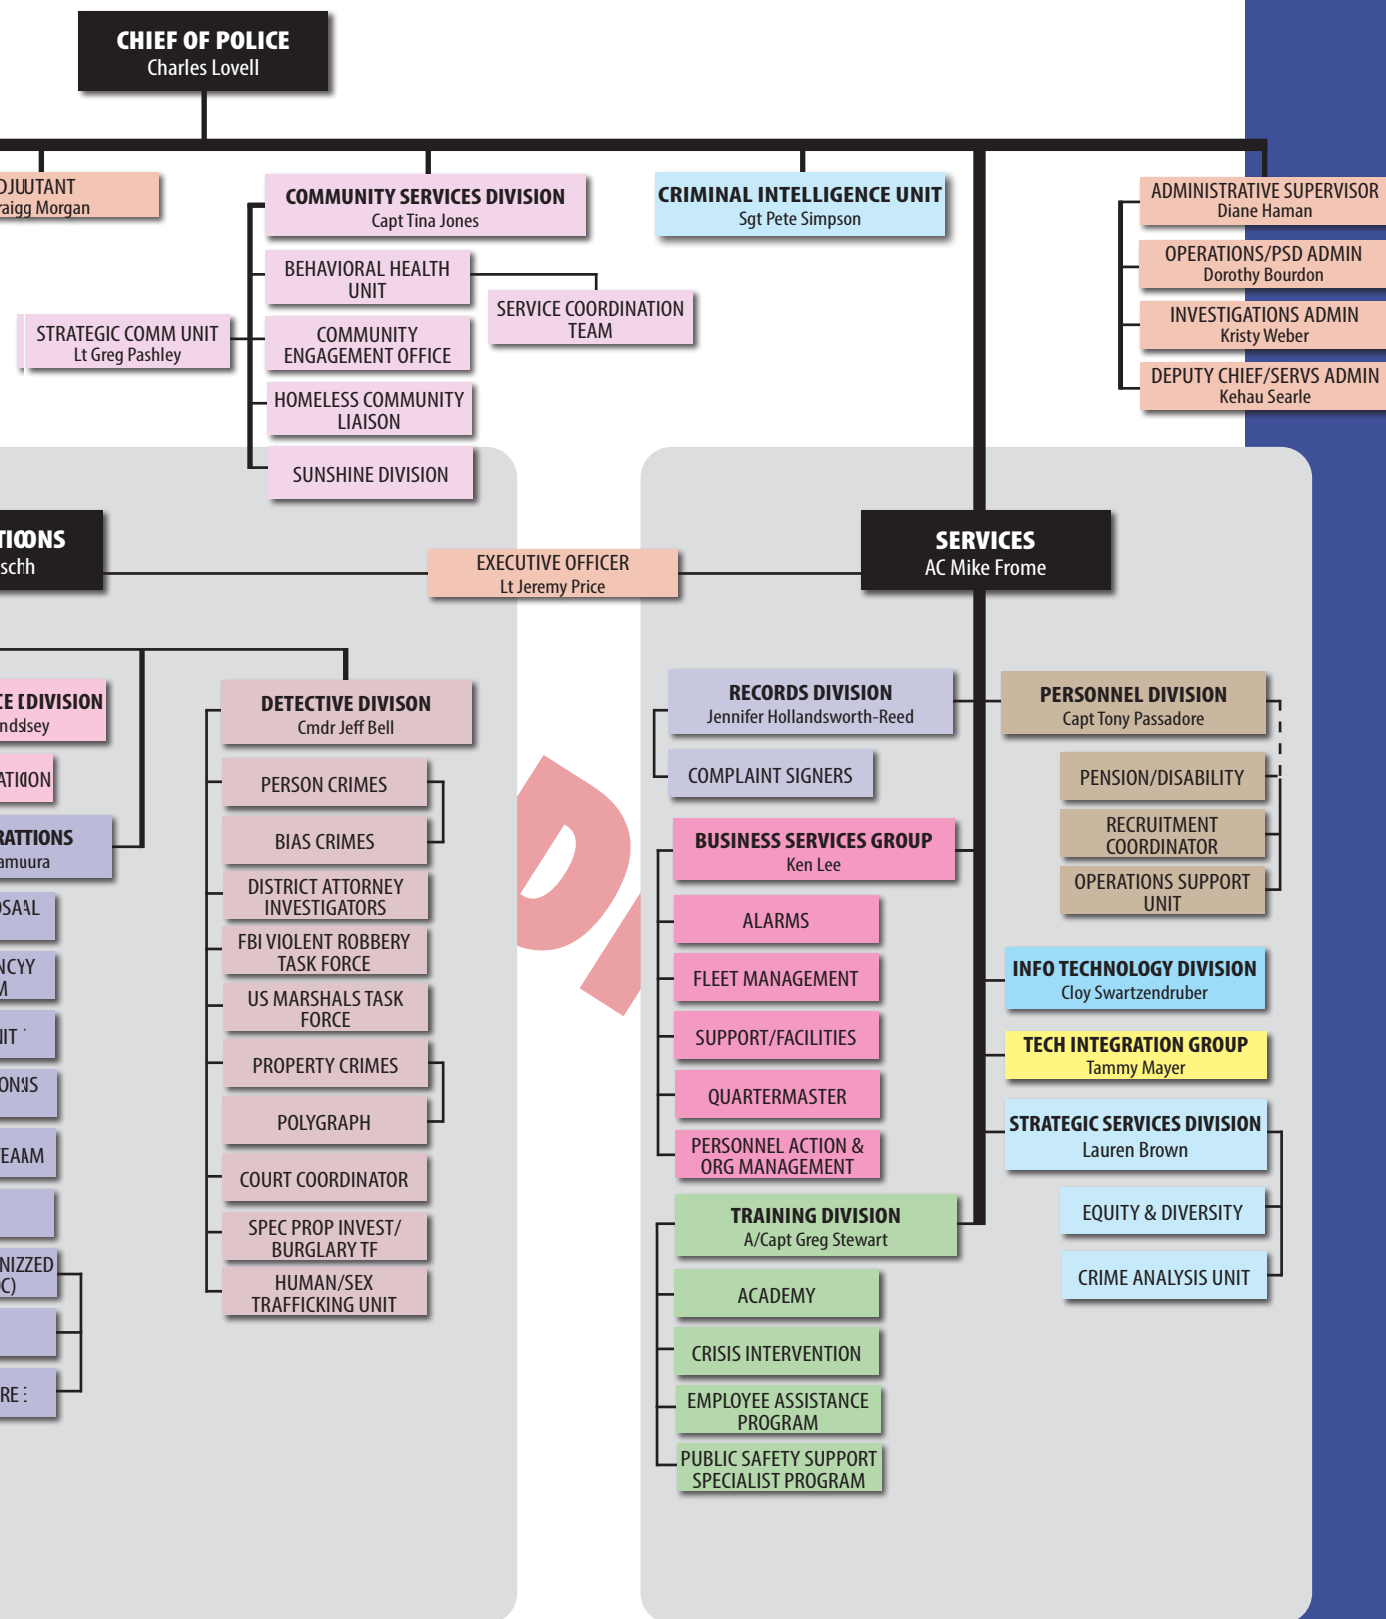 CHIEF OF POLICE
Charles Lovell
DJUUTANT
raigg Morgan
COMMUNITY SERVICES DIVISION
Capt Tina Jones
CRIMINAL INTELLIGENCE UNIT
Sgt Pete Simpson
ADMINISTRATIVE SUPERVISOR
Diane Haman
OPERATIONS/PSD ADMIN
Dorothy Bourdon
INVESTIGATIONS ADMIN
Kristy Weber
DEPUTY CHIEF/SERVS ADMIN
Kehau Searle
BEHAVIORAL HEALTH
UNIT
SERVICE COORDINATION
TEAM
STRATEGIC COMM UNIT
Lt Greg Pashley
COMMUNITY
ENGAGEMENT OFFICE
HOMELESS COMMUNITY
LIAISON
SUNSHINE DIVISION
EXECUTIVE OFFICER
Lt Jeremy Price
SERVICES
AC Mike Frome
DIVISION
DETECTIVE DIVISON
Cmdr Jeff Bell
PERSON CRIMES
BIAS CRIMES
DISTRICT ATTORNEY
INVESTIGATORS
FBI VIOLENT ROBBERY
TASK FORCE
US MARSHALS TASK
FORCE
PROPERTY CRIMES
POLYGRAPH
COURT COORDINATOR
SPEC PROP INVEST/
BURGLARY TF
HUMAN/SEX
TRAFFICKING UNIT
RECORDS DIVISION
Jennifer Hollandsworth-Reed
COMPLAINT SIGNERS
BUSINESS SERVICES GROUP
Ken Lee
ALARMS
FLEET MANAGEMENT
SUPPORT/FACILITIES
QUARTERMASTER
PERSONNEL ACTION &
ORG MANAGEMENT
TRAINING DIVISION
A/Capt Greg Stewart
ACADEMY
CRISIS INTERVENTION
EMPLOYEE ASSISTANCE
PROGRAM
PUBLIC SAFETY SUPPORT
SPECIALIST PROGRAM
PERSONNEL DIVISION
Capt Tony Passadore
PENSION/DISABILITY
RECRUITMENT
COORDINATOR
OPERATIONS SUPPORT
UNIT
INFO TECHNOLOGY DIVISION
Cloy Swartzendruber
TECH INTEGRATION GROUP
Tammy Mayer
STRATEGIC SERVICES DIVISION
Lauren Brown
EQUITY & DIVERSITY
CRIME ANALYSIS UNIT